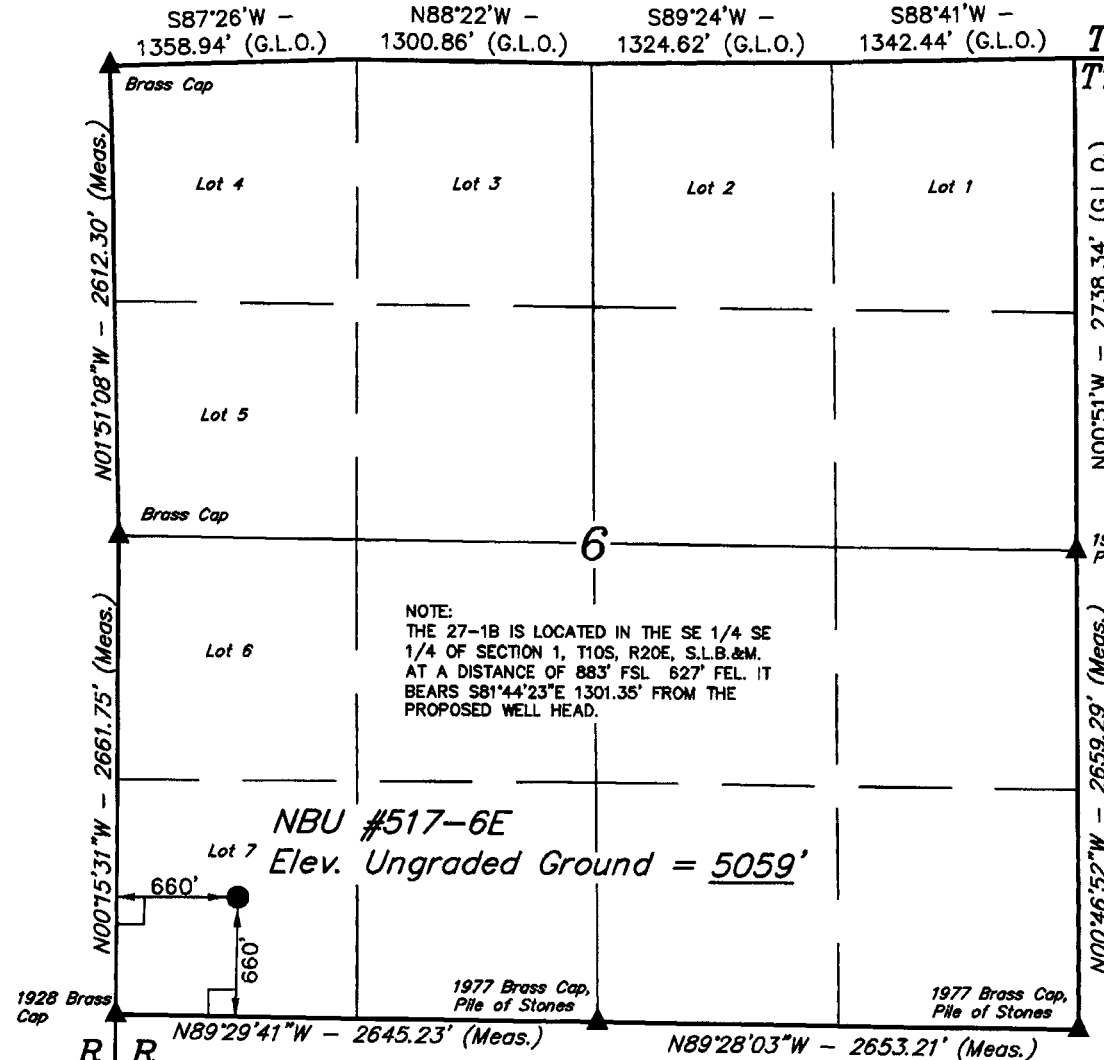 S87°26'W – N88°22'W – S89°24'W – S88°41'W –
1358.94' (G.L.O.) 1300.86' (G.L.O.) 1324.62' (G.L.O.) 1342.44' (G.L.O.)
Brass Cap
N01°51'08"W – 2612.30' (Meas.)
Lot 4 Lot 3 Lot 2 Lot 1
N00°51'W – 2738.34' (G.L.O.)
Lot 5
Brass Cap
6
NOTE:
THE 27-1B IS LOCATED IN THE SE 1/4 SE
1/4 OF SECTION 1, T10S, R20E, S.L.B.&M.
AT A DISTANCE OF 883' FSL 627' FEL. IT
BEARS S81°44'23"E 1301.35' FROM THE
PROPOSED WELL HEAD.
Lot 6
N00°15'31"W – 2661.75' (Meas.)
N00°46'52"W – 2659.29' (Meas.)
NBU #517-6E
Lot 7
Elev. Ungraded Ground = 5059'
660'
660'
1928 Brass
Cap
1977 Brass Cap,
Pile of Stones
1977 Brass Cap,
Pile of Stones
N89°29'41"W – 2645.23' (Meas.)
N89°28'03"W – 2653.21' (Meas.)
R R